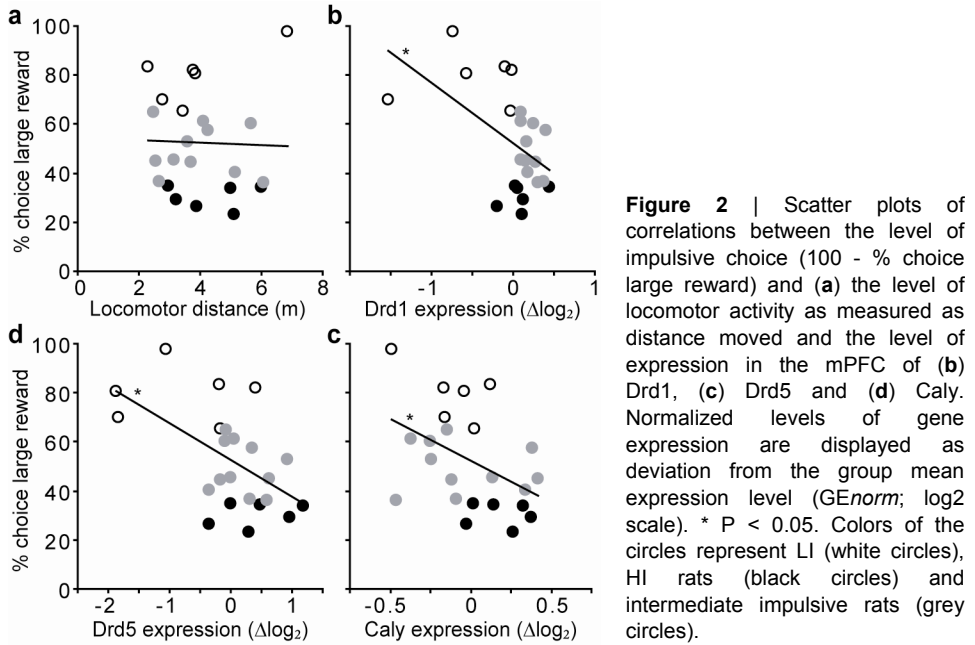 a
b
100
80
60
40
20
0
% choice large reward
0 2 4 6 8
Locomotor distance (m)
*
-1 0 1
Drd1 expression (Δlog2)
d
c
100
80
60
40
20
0
% choice large reward
*
-2 -1 0 1
Drd5 expression (Δlog2)
*
-0.5 0 0.5
Caly expression (Δlog2)
Figure 2 | Scatter plots of
correlations between the level of
impulsive choice (100 - % choice
large reward) and (a) the level of
locomotor activity as measured as
distance moved and the level of
expression in the mPFC of (b)
Drd1, (c) Drd5 and (d) Caly.
Normalized levels of gene
expression are displayed as
deviation from the group mean
expression level (GEnorm; log2
scale). * P < 0.05. Colors of the
circles represent LI (white circles),
HI rats (black circles) and
intermediate impulsive rats (grey
circles).